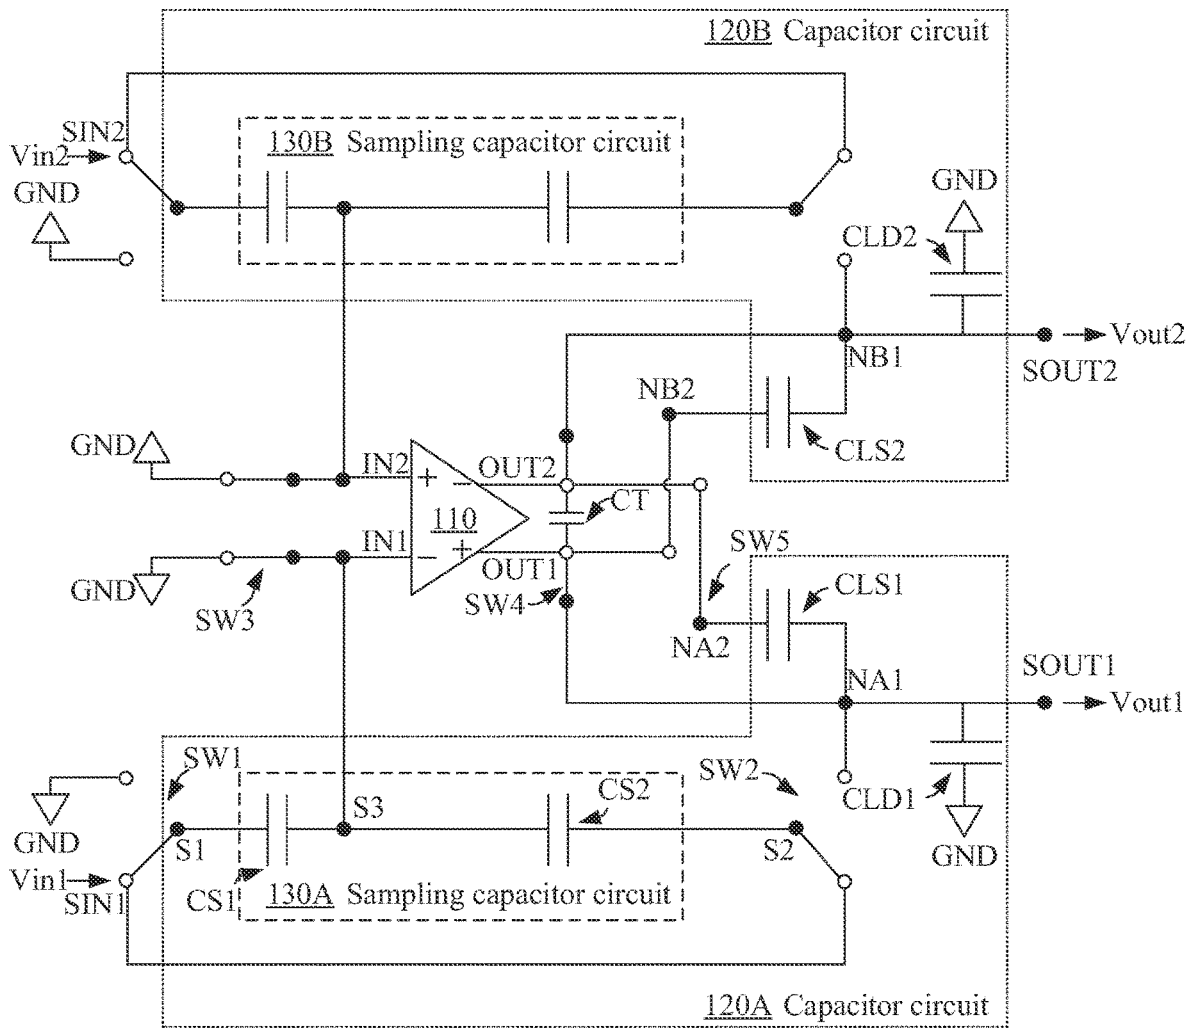 120B Capacitor circuit
SIN2
Vin2
130B Sampling capacitor circuit
GND
GND
CLD2
Vout2
NB1
SOUT2
NB2
GND
IN2
OUT2
CLS2
CT
110
IN1
OUT1
SW5
GND
SW3
SW4
CLS1
NA2
NA1
SOUT1
Vout1
SW1
SW2
CS2
S3
CLD1
GND
S1
S2
GND
Vin1
SIN1
CS1
130A Sampling capacitor circuit
120A Capacitor circuit